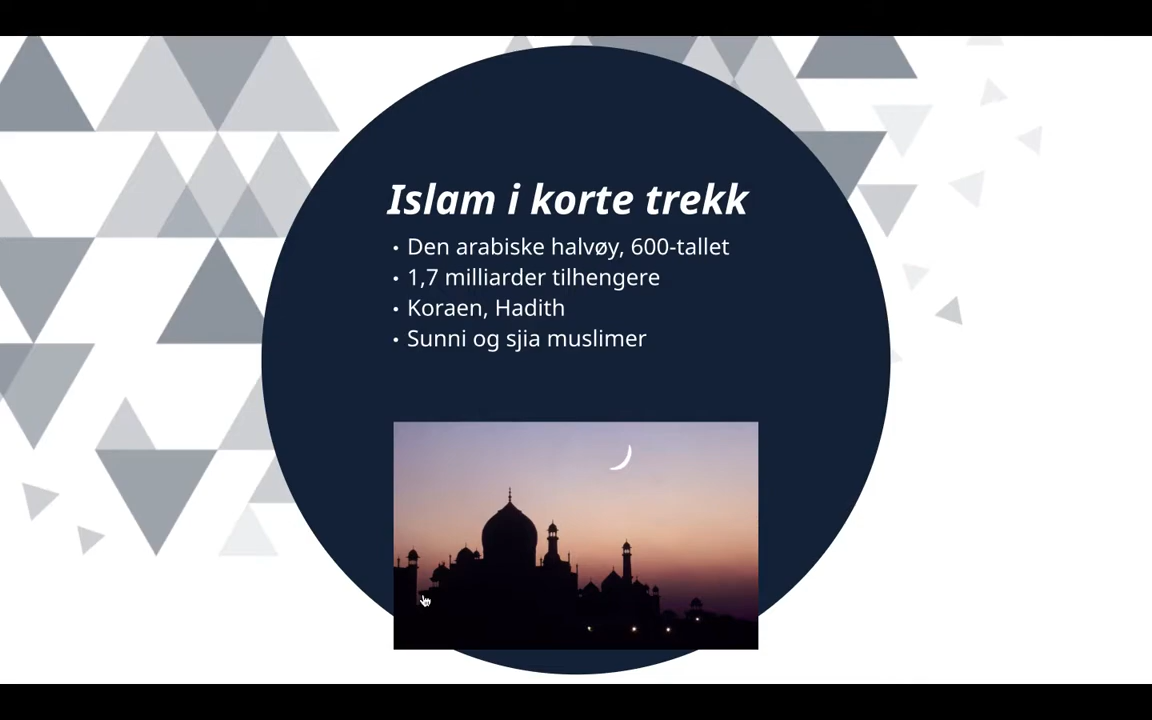 Islam i korte trekk
• Den arabiske halvøy, 600-tallet
• 1,7 milliarder tilhengere
• Koraen, Hadith
• Sunni og sjia muslimer